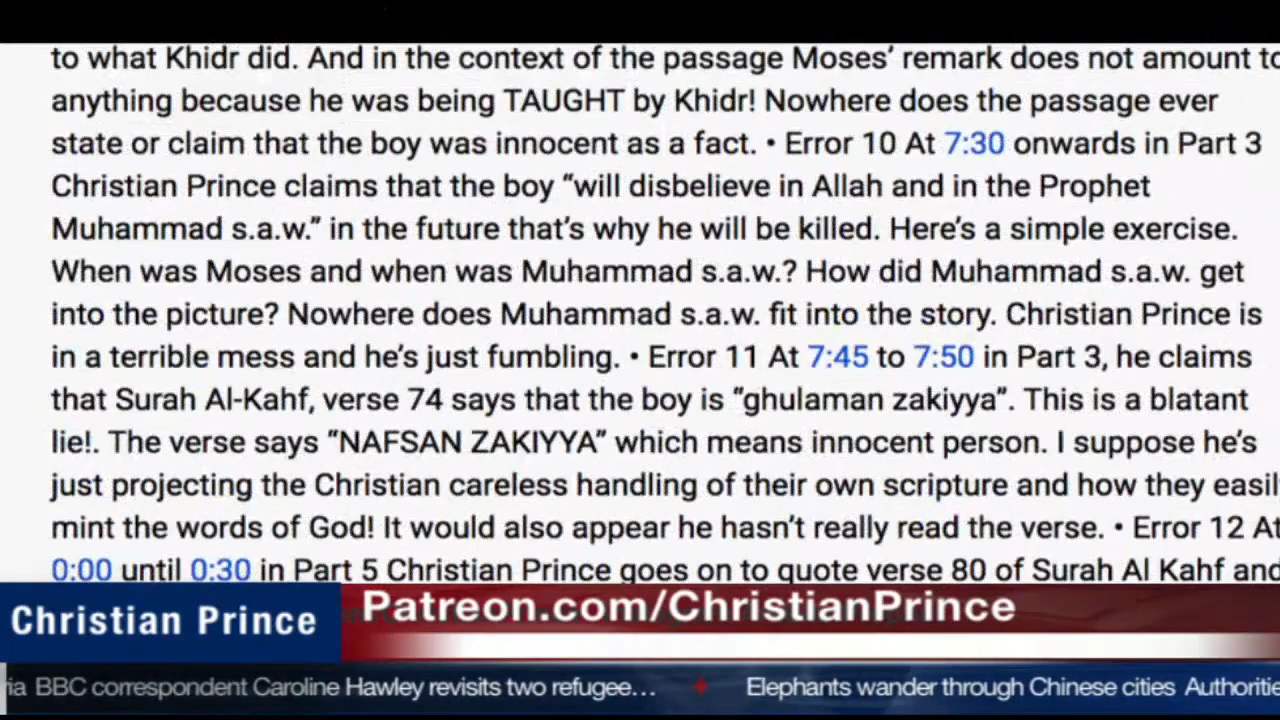 to what Khidr did. And in the context of the passage Moses’ remark does not amount to
anything because he was being TAUGHT by Khidr! Nowhere does the passage ever
state or claim that the boy was innocent as a fact. • Error 10 At 7:30 onwards in Part 3
Christian Prince claims that the boy “will disbelieve in Allah and in the Prophet
Muhammad s.a.w.” in the future that’s why he will be killed. Here’s a simple exercise.
When was Moses and when was Muhammad s.a.w.? How did Muhammad s.a.w. get
into the picture? Nowhere does Muhammad s.a.w. fit into the story. Christian Prince is
in a terrible mess and he’s just fumbling. • Error 11 At 7:45 to 7:50 in Part 3, he claims
that Surah Al-Kahf, verse 74 says that the boy is “ghulaman zakiyya”. This is a blatant
lie!. The verse says “NAFSAN ZAKIYYA” which means innocent person. I suppose he’s
just projecting the Christian careless handling of their own scripture and how they easil
mint the words of God! It would also appear he hasn’t really read the verse. • Error 12 At
0:00 until 0:30 in Part 5 Christian Prince goes on to quote verse 80 of Surah Al Kahf and
Patreon.com/ChristianPrince
Christian Prince
ia BBC correspondent Caroline Hawley revisits two refugee... Elephants wander through Chinese cities Authoritie